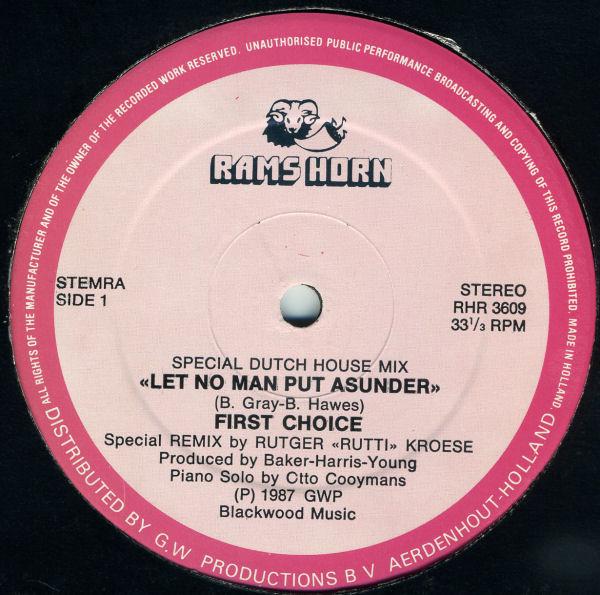 ALL RIGHTS OF THE MANUFACTURER AND OF THE OWNER OF THE RECORDED WORK RESERVED. UNAUTHORISED PUBLIC PERFORMANCE BROADCASTING AND COPYING OF THIS RECORD PROHIBITED. MADE IN HOLLAND
RAMS HORN
STEMRA
SIDE 1
STEREO
RHR 3609
33 1/3 RPM
SPECIAL DUTCH HOUSE MIX
«LET NO MAN PUT ASUNDER»
(B. Gray-B. Hawes)
FIRST CHOICE
Special REMIX by RUTGER «RUTTI» KROESE
Produced by Baker-Harris-Young
Piano Solo by Otto Cooymans
(P) 1987 GWP
Blackwood Music
DISTRIBUTED BY G.W PRODUCTIONS B V AERDENHOUT-HOLLAND